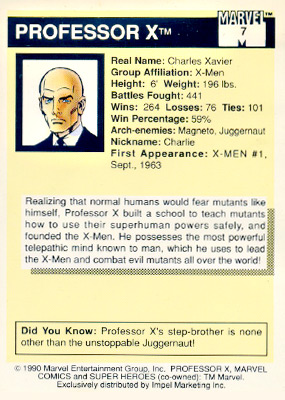 MARVEL™
PROFESSOR X™
7
Real Name: Charles Xavier
Group Affiliation: X-Men
Height: 6' Weight: 196 lbs.
Battles Fought: 441
Wins: 264 Losses: 76 Ties: 101
Win Percentage: 59%
Arch-enemies: Magneto, Juggernaut
Nickname: Charlie
First Appearance: X-MEN #1,
Sept., 1963
Realizing that normal humans would fear mutants like
himself, Professor X built a school to teach mutants
how to use their superhuman powers safely, and
founded the X-Men. He possesses the most powerful
telepathic mind known to man, which he uses to lead
the X-Men and combat evil mutants all over the world!
Did You Know: Professor X's step-brother is none
other than the unstoppable Juggernaut!
© 1990 Marvel Entertainment Group, Inc. PROFESSOR X, MARVEL
COMICS and SUPER HEROES (co-owned): TM Marvel.
Exclusively distributed by Impel Marketing Inc.